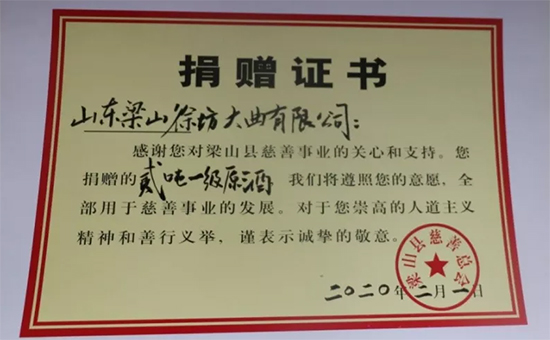 捐赠证书
山东梁山徐坊大曲有限公司：
感谢您对梁山县慈善事业的关心和支持。您
捐赠的贰吨一级原酒 我们将遵照您的意愿，全
部用于慈善事业的发展。对于您崇高的人道主义
精神和善行义举，谨表示诚挚的敬意。
梁山县慈善总会
二〇二〇年二月二日